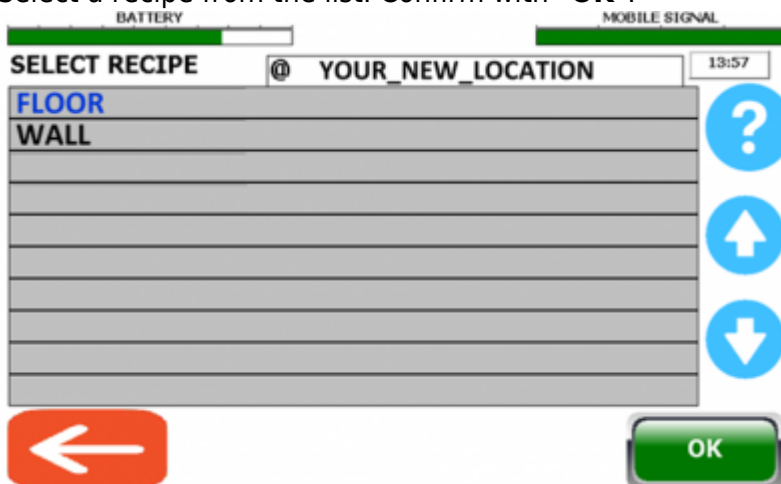 Select a recipe from the list. Confirm with "OK".
BATTERY MOBILE SIGNAL
SELECT RECIPE @ YOUR_NEW_LOCATION 13:57
FLOOR
WALL
?
OK